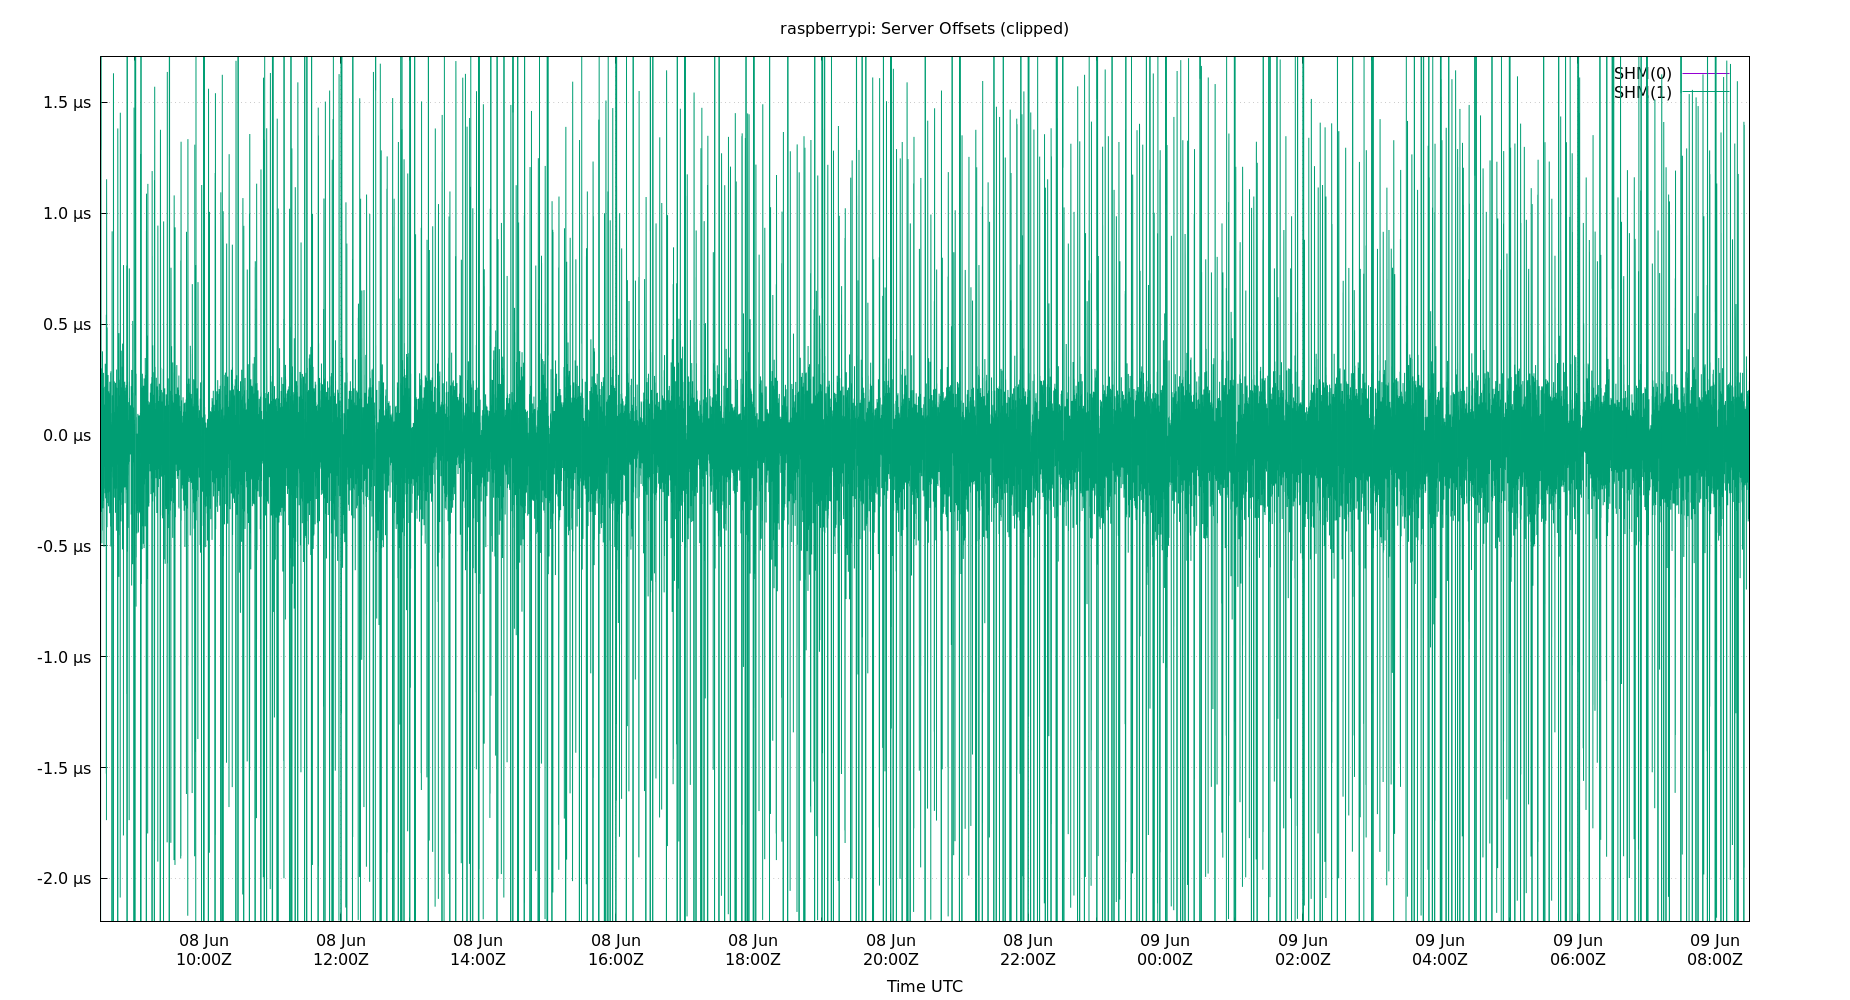 raspberrypi: Server Offsets (clipped)
SHM(0)
SHM(1)
1.5 µs
1.0 µs
0.5 µs
0.0 µs
-0.5 µs
-1.0 µs
-1.5 µs
-2.0 µs
08 Jun 08 Jun 08 Jun 08 Jun 08 Jun 08 Jun 08 Jun 09 Jun 09 Jun 09 Jun 09 Jun 09 Jun
10:00Z 12:00Z 14:00Z 16:00Z 18:00Z 20:00Z 22:00Z 00:00Z 02:00Z 04:00Z 06:00Z 08:00Z
Time UTC